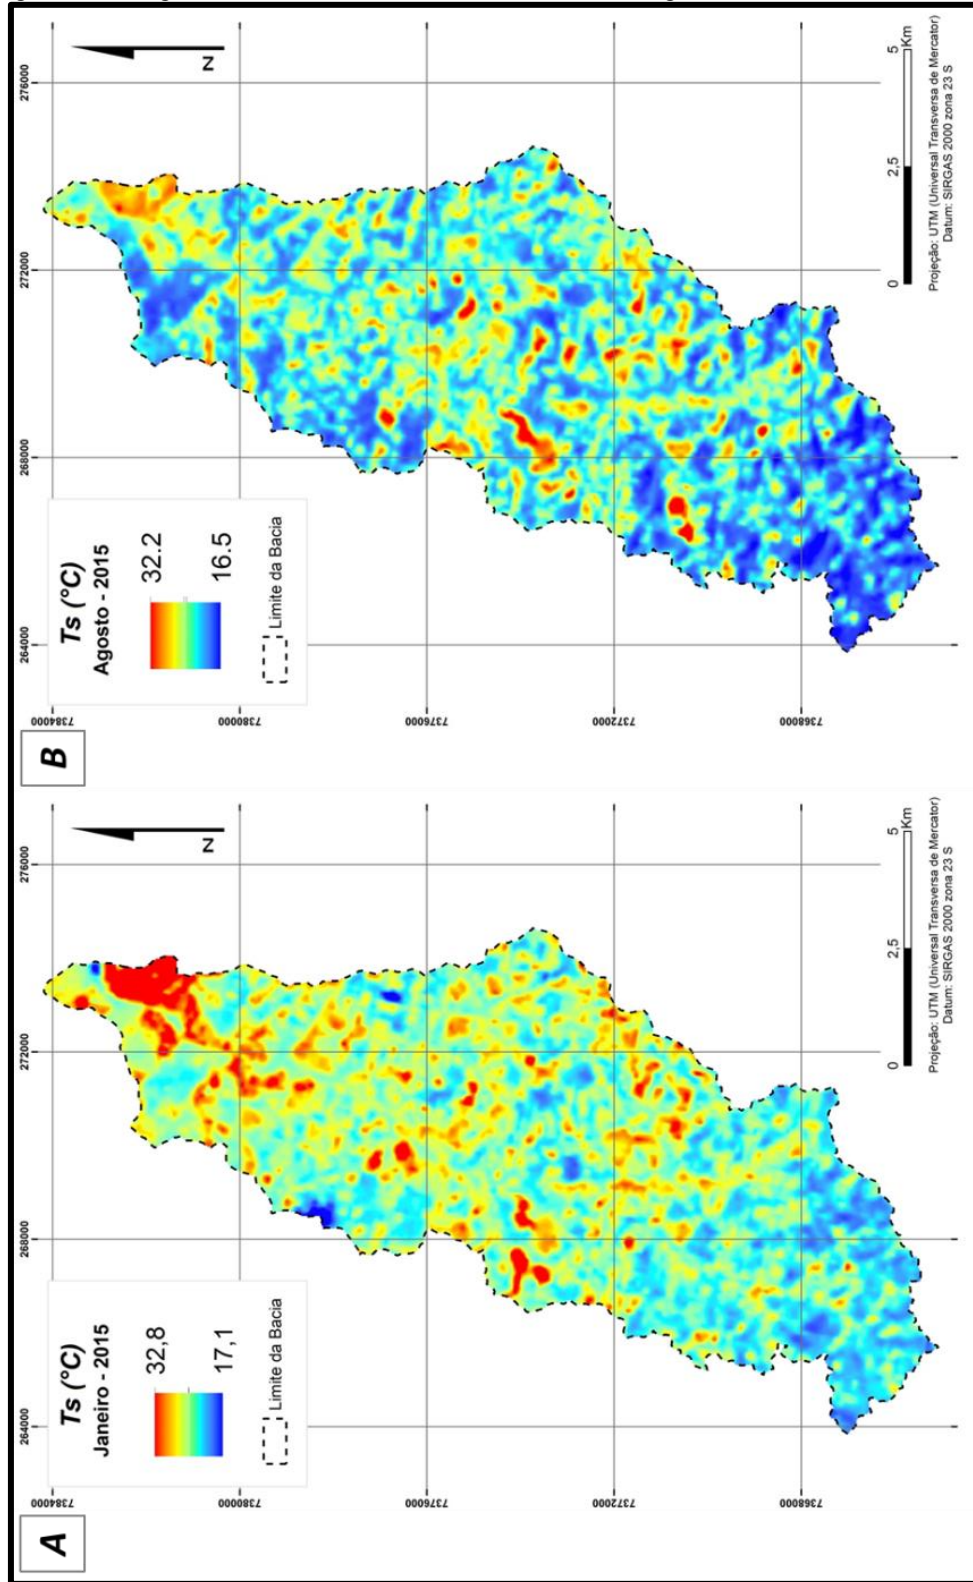 A
7384000
7380000
7376000
7372000
7368000
264000
268000
272000
276000
Ts (°C)
Janeiro - 2015
32,8
17,1
Limite da Bacia
N
0
2,5
5
Km
Projeção: UTM (Universal Transversa de Mercator)
Datum: SIRGAS 2000 zona 23 S
B
7384000
7380000
7376000
7372000
7368000
264000
268000
272000
276000
Ts (°C)
Agosto - 2015
32.2
16.5
Limite da Bacia
N
0
2,5
5
Km
Projeção: UTM (Universal Transversa de Mercator)
Datum: SIRGAS 2000 zona 23 S